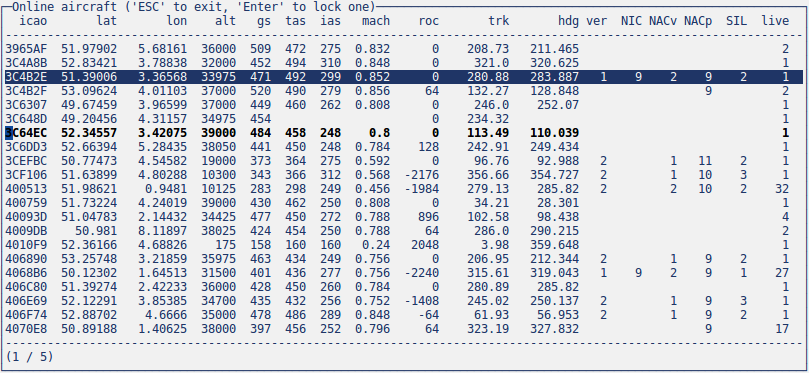 Online aircraft ('ESC' to exit, 'Enter' to lock one)
icao lat lon alt gs tas ias mach roc trk hdg ver NIC NACv NACp SIL live
3965AF 51.97902 5.68161 36000 509 472 275 0.832 0 208.73 211.465 2
3C4A8B 52.83421 3.78838 32000 452 494 310 0.848 0 321.0 320.625 1
3C4B2E 51.39006 3.36568 33975 471 492 299 0.852 0 280.88 283.887 1 9 2 9 2 1
3C4B2F 53.09624 4.01103 37000 520 490 279 0.856 64 132.27 128.848 9 2
3C6307 49.67459 3.96599 37000 449 460 262 0.808 0 246.0 252.07 1
3C648D 49.20456 4.31157 34975 454 0 234.32 1
3C64EC 52.34557 3.42075 39000 484 458 248 0.8 0 113.49 110.039 1
3C6DD3 52.66394 5.28435 38050 441 450 248 0.784 128 242.91 249.434 1
3CEFBC 50.77473 4.54582 19000 373 364 275 0.592 0 96.76 92.988 2 1 11 2 1
3CF106 51.63899 4.80288 10300 343 366 312 0.568 -2176 356.66 354.727 2 1 10 3 1
400513 51.98621 0.9481 10125 283 298 249 0.456 -1984 279.13 285.82 2 2 10 2 32
400759 51.73224 4.24019 39000 430 462 250 0.808 0 34.21 28.301 1
40093D 51.04783 2.14432 34425 477 450 272 0.788 896 102.58 98.438 4
4009DB 50.981 8.11897 38025 424 454 250 0.788 64 286.0 290.215 2
4010F9 52.36166 4.68826 175 158 160 160 0.24 2048 3.98 359.648 1
406890 53.25748 3.21859 35975 463 434 249 0.756 0 206.95 212.344 2 1 9 2 1
4068B6 50.12302 1.64513 31500 401 436 277 0.756 -2240 315.61 319.043 1 9 2 9 1 27
406C80 51.39274 2.42233 36000 428 450 260 0.784 0 280.89 285.82 1
406E69 52.12291 3.85385 34700 435 432 256 0.752 -1408 245.02 250.137 2 1 9 3 1
406F74 52.88702 4.6666 35000 478 486 289 0.848 -64 61.93 56.953 2 1 9 2 1
4070E8 50.89188 1.40625 38000 397 456 252 0.796 64 323.19 327.832 9 17
(1 / 5)